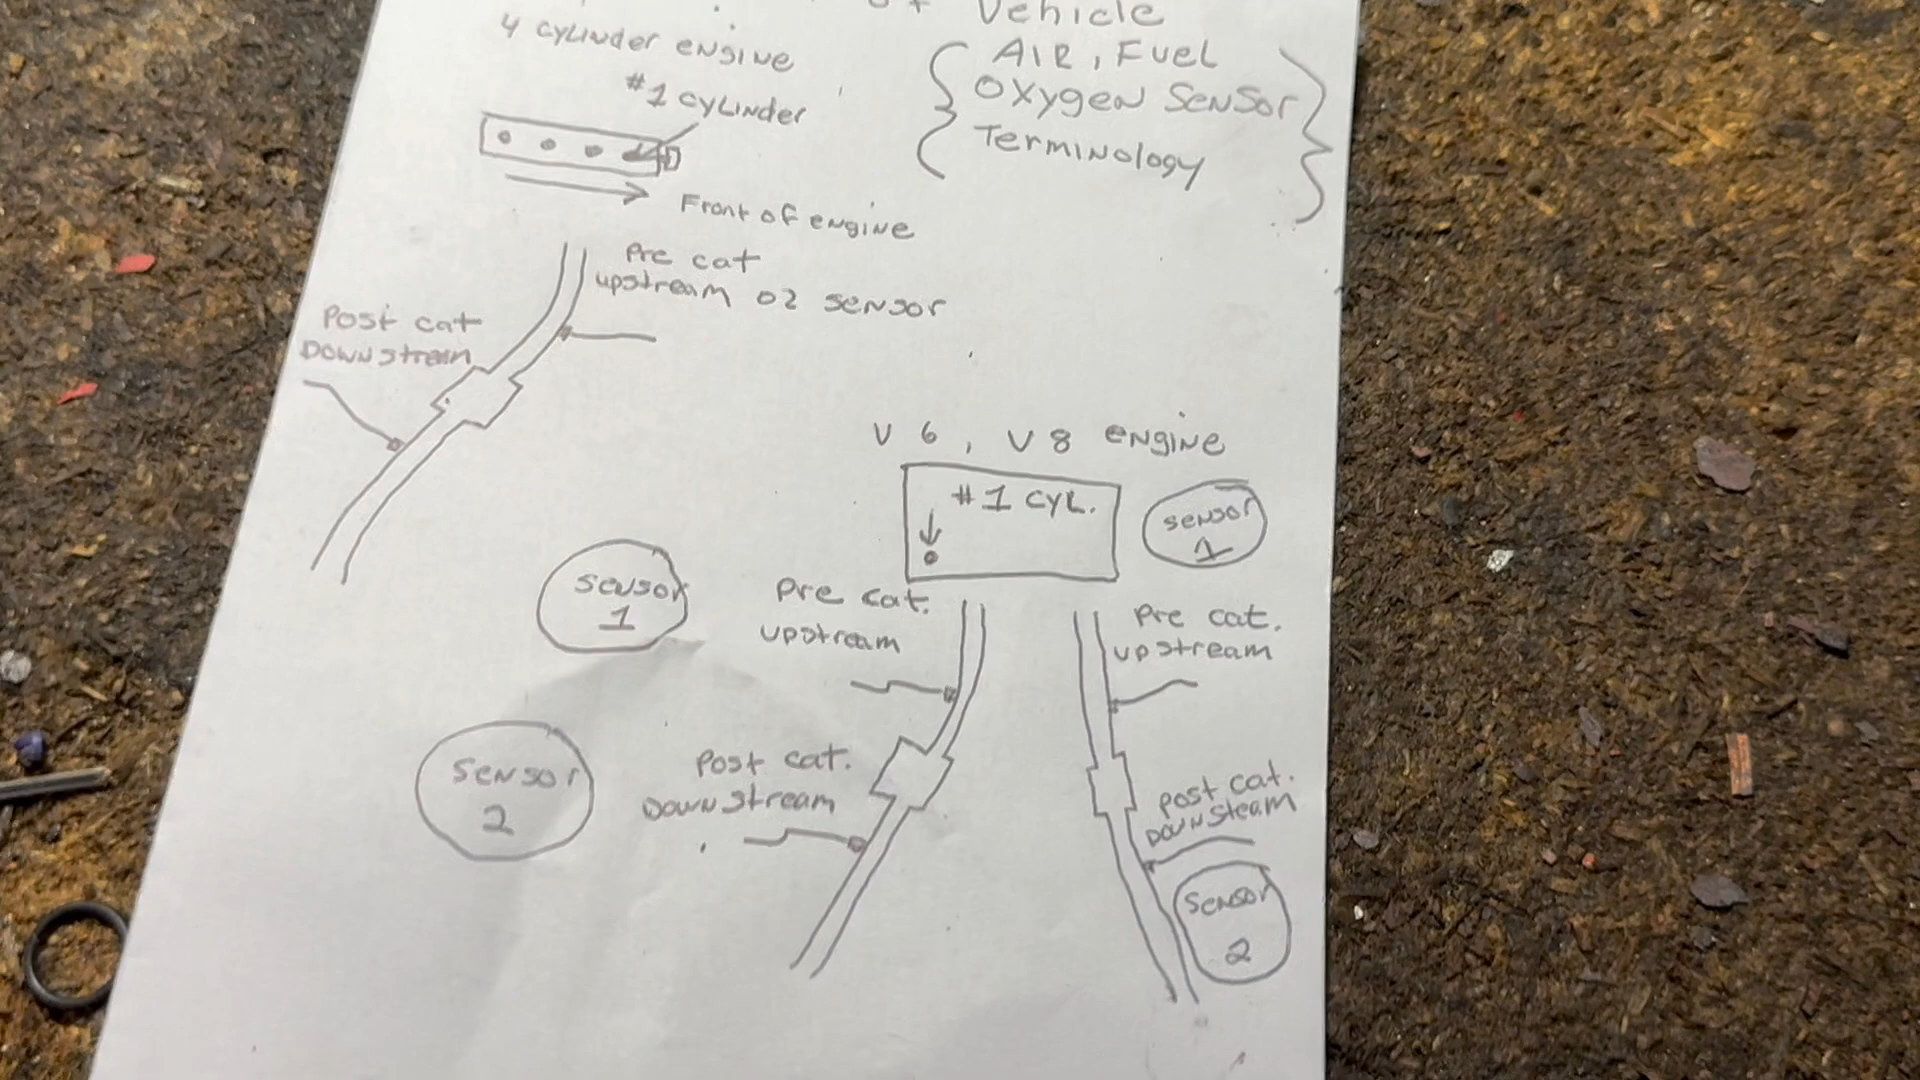 Vehicle
4 cylinder engine
#1 cylinder
Air, Fuel
Oxygen Sensor
Terminology
Front of engine
Pre cat
upstream O2 sensor
Post cat
Downstream
V6, V8 engine
#1 cyl.
Sensor
1
Sensor
1
Pre cat.
upstream
Pre cat.
upstream
Sensor
2
Post cat.
Downstream
Post cat.
Downsteam
Sensor
2